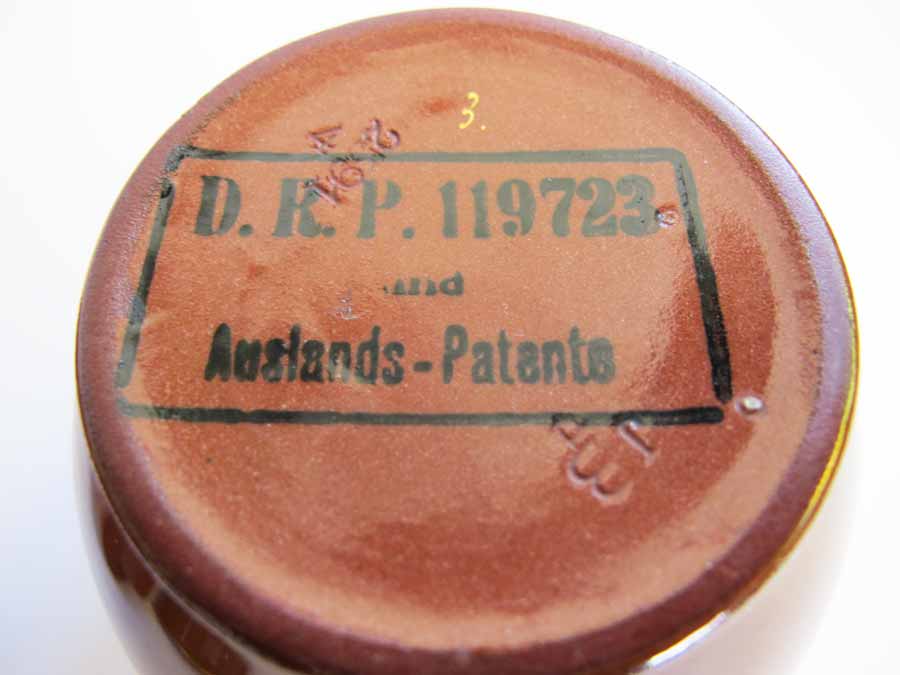 3.
D. R. P. 119723
und
Auslands-Patente